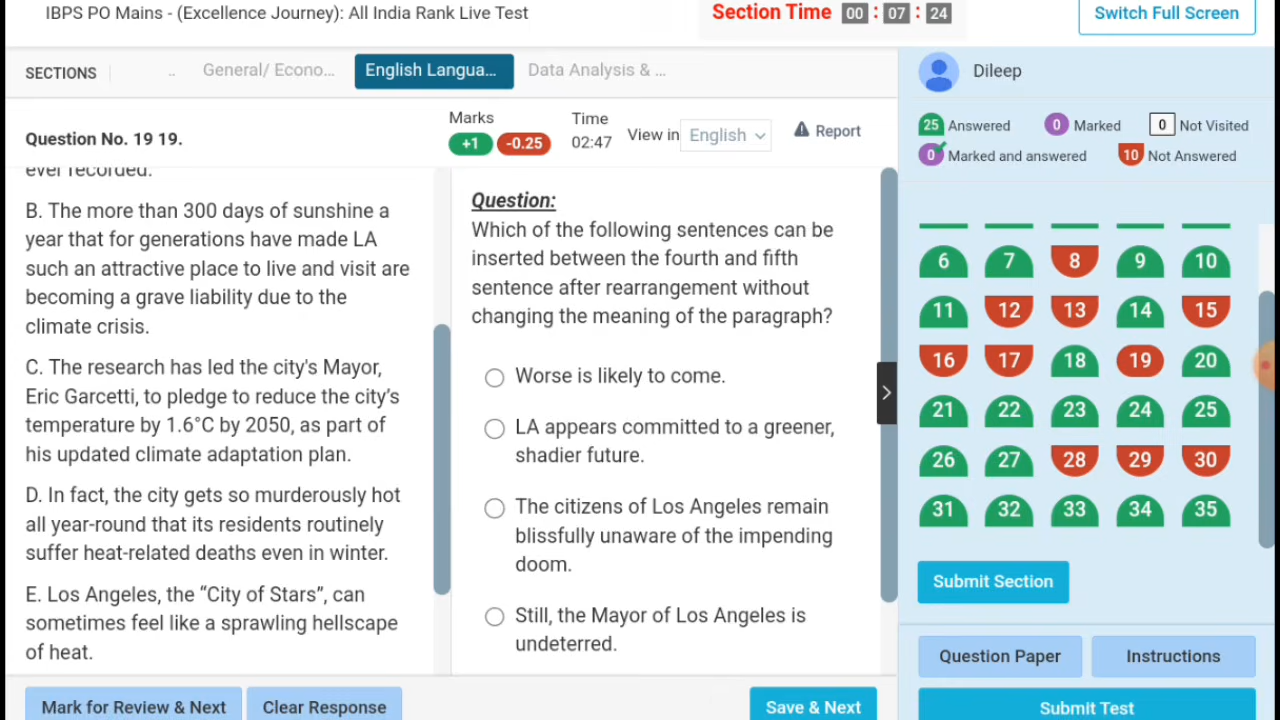 IBPS PO Mains - (Excellence Journey): All India Rank Live Test
Section Time 00 : 07 : 24
Switch Full Screen
SECTIONS
..
General/ Econo...
English Langua...
Data Analysis & ...
Dileep
Question No. 19 19.
Marks
+1 -0.25
Time
02:47
View in English
Report
25 Answered
0 Marked
0 Not Visited
0 Marked and answered
10 Not Answered
ever recorded.
B. The more than 300 days of sunshine a
year that for generations have made LA
such an attractive place to live and visit are
becoming a grave liability due to the
climate crisis.
C. The research has led the city's Mayor,
Eric Garcetti, to pledge to reduce the city's
temperature by 1.6°C by 2050, as part of
his updated climate adaptation plan.
D. In fact, the city gets so murderously hot
all year-round that its residents routinely
suffer heat-related deaths even in winter.
E. Los Angeles, the “City of Stars”, can
sometimes feel like a sprawling hellscape
of heat.
Question:
Which of the following sentences can be
inserted between the fourth and fifth
sentence after rearrangement without
changing the meaning of the paragraph?
Worse is likely to come.
LA appears committed to a greener,
shadier future.
The citizens of Los Angeles remain
blissfully unaware of the impending
doom.
Still, the Mayor of Los Angeles is
undeterred.
6 7 8 9 10
11 12 13 14 15
16 17 18 19 20
21 22 23 24 25
26 27 28 29 30
31 32 33 34 35
Submit Section
Question Paper
Instructions
Mark for Review & Next
Clear Response
Save & Next
Submit Test